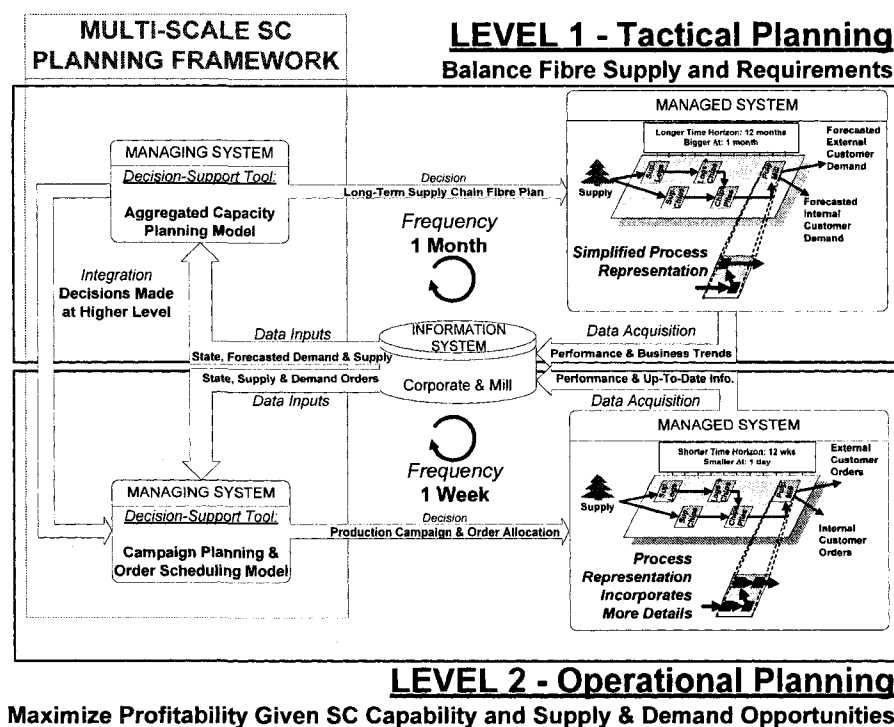 MULTI-SCALE SC
PLANNING FRAMEWORK
LEVEL 1 - Tactical Planning
Balance Fibre Supply and Requirements
MANAGED SYSTEM
Longer Time Horizon: 12 months
Bigger Δt: 1 month
Forecasted
External
Customer
Demand
Supply
Pulp
Mill
Forecasted
Internal
Customer
Demand
Simplified Process
Representation
MANAGING SYSTEM
Decision-Support Tool:
Aggregated Capacity
Planning Model
Decision
Long-Term Supply Chain Fibre Plan
Frequency
1 Month
Integration
Decisions Made
at Higher Level
Data Inputs
State, Forecasted Demand & Supply
State, Supply & Demand Orders
Data Inputs
INFORMATION
SYSTEM
Corporate & Mill
Data Acquisition
Performance & Business Trends
Performance & Up-To-Date Info.
Data Acquisition
Frequency
1 Week
MANAGING SYSTEM
Decision-Support Tool:
Campaign Planning &
Order Scheduling Model
Decision
Production Campaign & Order Allocation
MANAGED SYSTEM
Shorter Time Horizon: 12 wks
Smaller Δt: 1 day
External
Customer
Orders
Supply
Pulp
Mill
Internal
Customer
Orders
Process
Representation
Incorporates
More Details
LEVEL 2 - Operational Planning
Maximize Profitability Given SC Capability and Supply & Demand Opportunities